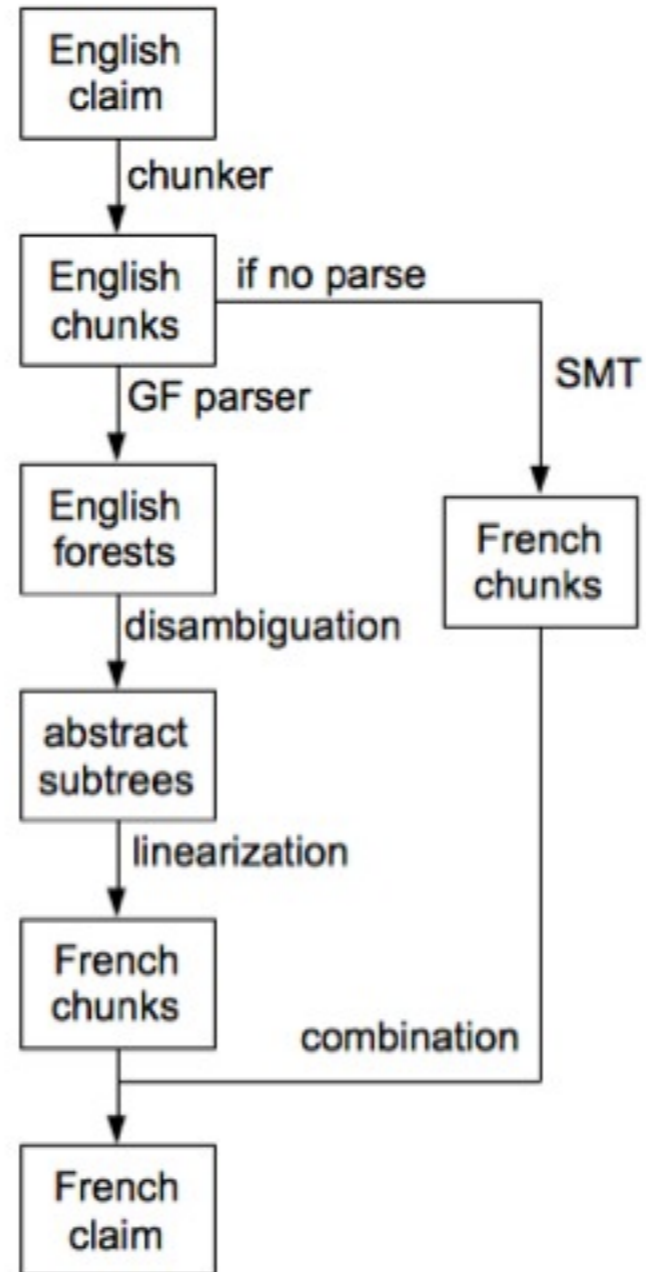 English
claim
chunker
English
chunks
if no parse
GF parser
SMT
English
forests
French
chunks
disambiguation
abstract
subtrees
linearization
French
chunks
combination
French
claim